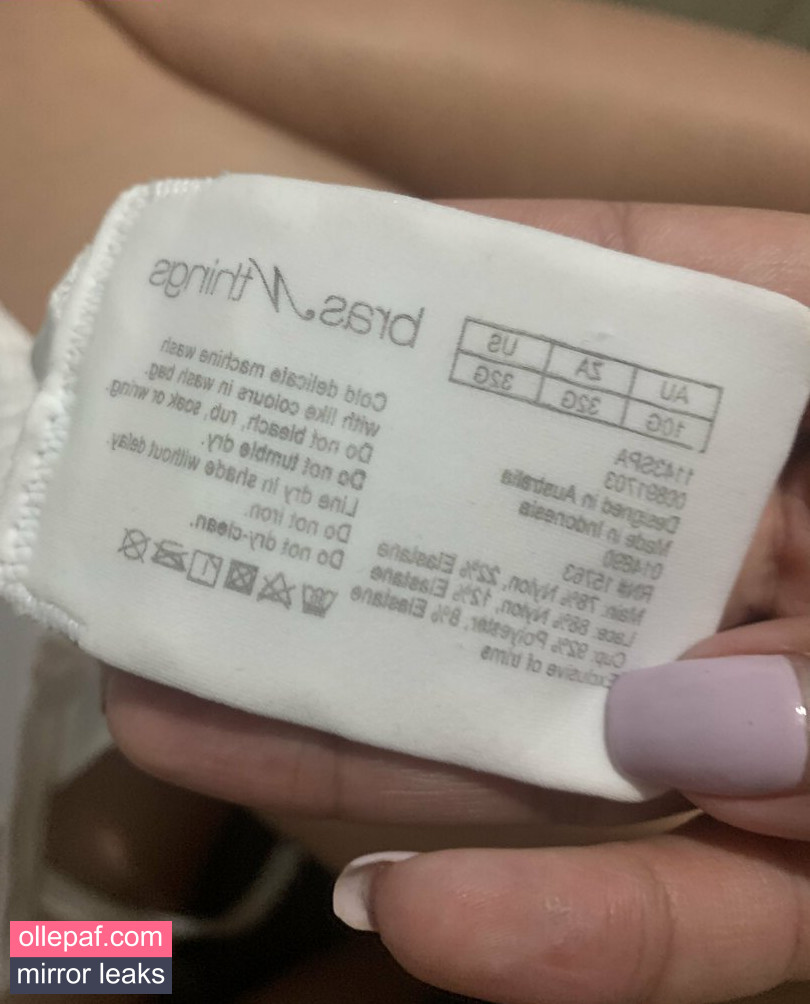 bras N things
Cold delicate machine wash
with like colours in wash bag.
Do not bleach, rub, soak or wring.
Do not tumble dry.
Line dry in shade without delay
Do not iron.
Do not dry-clean.
AU ZA US
10G 32G 32G
1143SPA
00891703
Designed in Australia
Made in Indonesia
014890
RN# 15763
Main: 78% Nylon, 22% Elastane
Lace: 88% Nylon, 12% Elastane
Cup: 92% Polyester, 8% Elastane
Exclusive of trims
ollepaf.com
mirror leaks